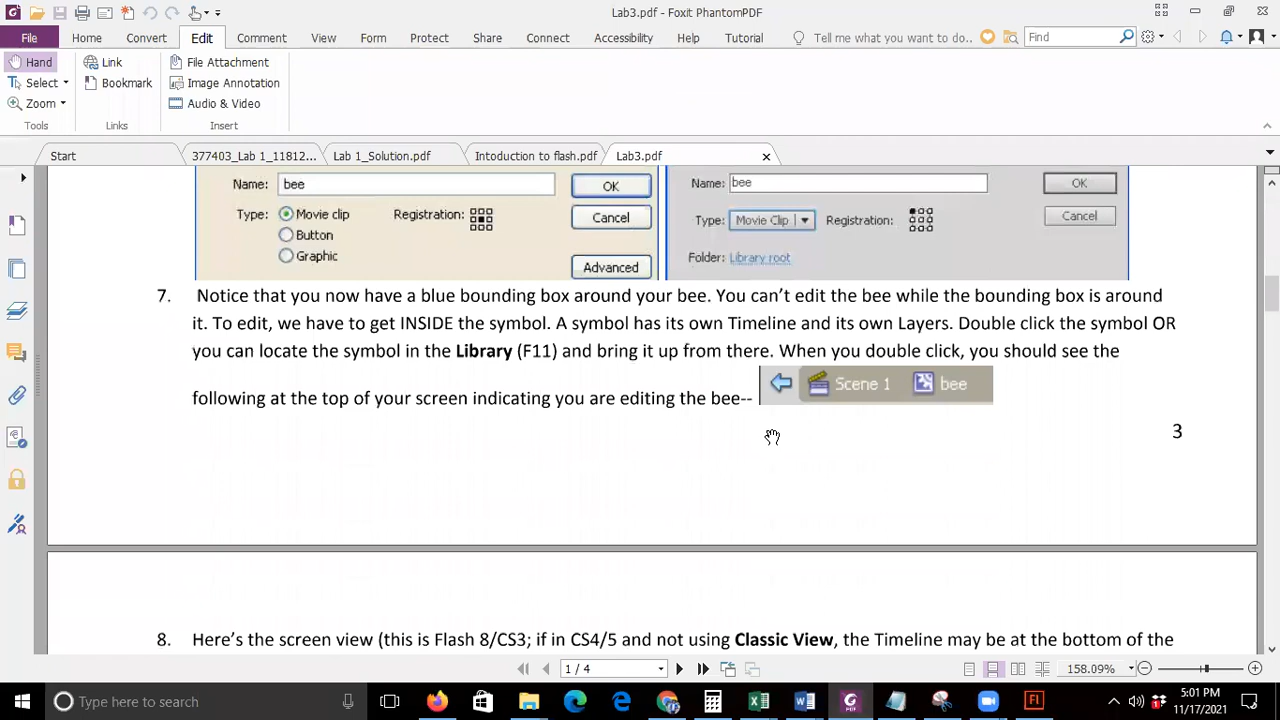 Lab3.pdf - Foxit PhantomPDF
File Home Convert Edit Comment View Form Protect Share Connect Accessibility Help Tutorial Tell me what you want to do.. Find
Hand Link File Attachment
Select Bookmark Image Annotation
Zoom Audio & Video
Tools Links Insert
Start 377403_Lab 1_11812... Lab 1_Solution.pdf Intoduction to flash.pdf Lab3.pdf
Name: bee OK Name: bee OK
Type: Movie clip Registration: Cancel Type: Movie Clip Registration: Cancel
Button
Graphic Advanced Folder: Library root
7. Notice that you now have a blue bounding box around your bee. You can't edit the bee while the bounding box is around
it. To edit, we have to get INSIDE the symbol. A symbol has its own Timeline and its own Layers. Double click the symbol OR
you can locate the symbol in the Library (F11) and bring it up from there. When you double click, you should see the
following at the top of your screen indicating you are editing the bee-- Scene 1 bee
3
8. Here's the screen view (this is Flash 8/CS3; if in CS4/5 and not using Classic View, the Timeline may be at the bottom of the
1 / 4 158.09%
Type here to search 5:01 PM
11/17/2021